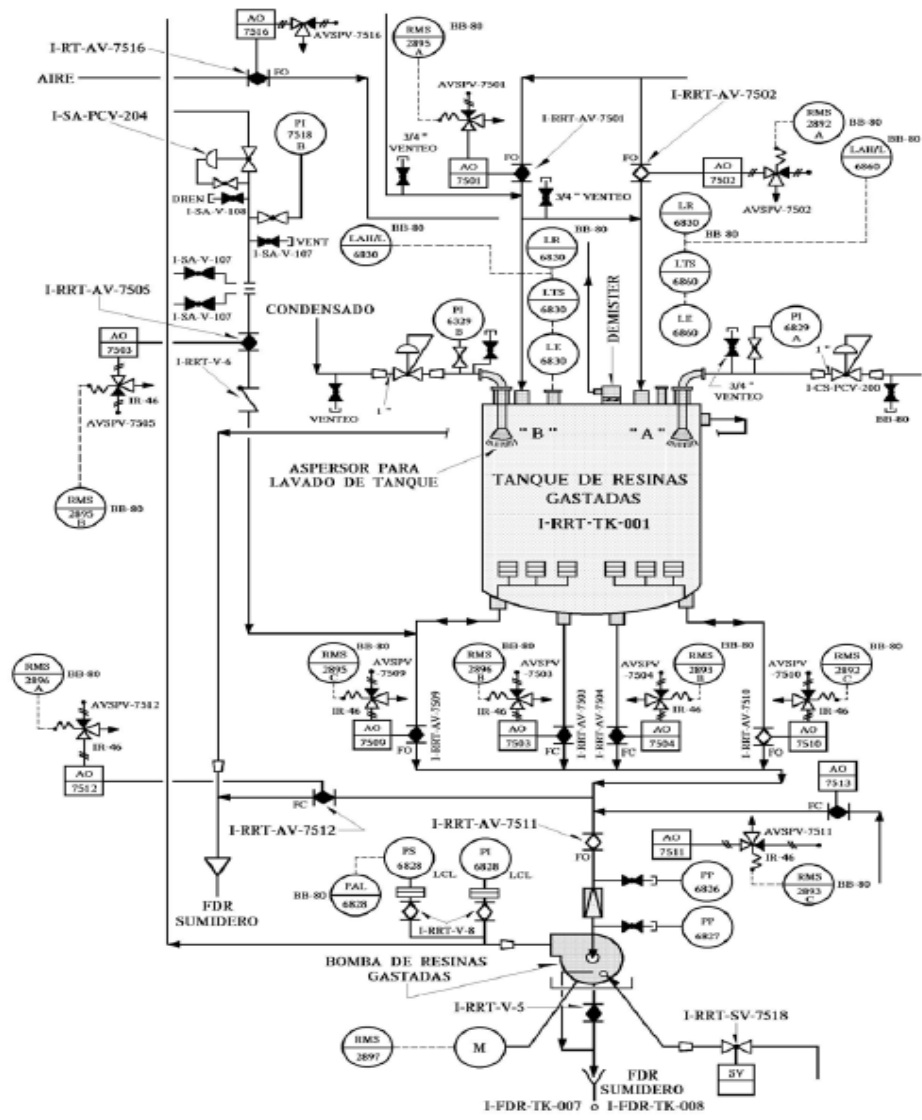 AO
7516
AVSPV-7516
I-RT-AV-7516
FO
AIRE
RMS
2895
A
BB-80
AVSPV-7501
I-RRT-AV-7501
FO
AO
7501
3/4"
VENTEO
I-RRT-AV-7502
FO
AO
7502
RMS
2892
A
BB-80
LAH/L
6860
BB-80
AVSPV-7502
I-SA-PCV-204
PI
7518
B
DREN
I-SA-V-108
VENT
I-SA-V-107
I-SA-V-107
I-SA-V-107
3/4" VENTEO
BB-80
LAH/L
6830
BB-80
LR
6830
LTS
6830
LE
6830
LR
6830
BB-80
LTS
6860
LE
6860
DEMISTER
I-RRT-AV-7505
AO
7503
IR-46
AVSPV-7505
I-RRT-V-6
RMS
2895
B
BB-80
CONDENSADO
VENTEO
1"
PI
6329
B
PI
6829
A
3/4"
VENTEO
1"
I-CS-PCV-200
BB-80
"B"
"A"
ASPERSOR PARA
LAVADO DE TANQUE
TANQUE DE RESINAS
GASTADAS
I-RRT-TK-001
RMS
2896
A
BB-80
AVSPV-7512
IR-46
AO
7512
RMS
2895
C
BB-80
AVSPV
-7509
IR-46
AO
7509
FO
I-RRT-AV-7509
RMS
2896
B
BB-80
AVSPV
-7503
IR-46
AO
7503
FC
I-RRT-AV-7503
I-RRT-AV-7504
FC
AO
7504
AVSPV
-7504
IR-46
RMS
2893
B
BB-80
I-RRT-AV-7510
FO
AO
7510
AVSPV
-7510
IR-46
RMS
2892
C
BB-80
FC
I-RRT-AV-7512
I-RRT-AV-7511
FO
AO
7513
FC
AO
7511
AVSPV-7511
IR-46
RMS
2893
C
BB-80
FDR
SUMIDERO
PS
6828
LCL
PI
6828
LCL
BB-80
PAL
6828
I-RRT-V-8
PP
6826
PP
6827
BOMBA DE RESINAS
GASTADAS
I-RRT-V-5
RMS
2897
M
I-RRT-SV-7518
SV
FDR
SUMIDERO
I-FDR-TK-007 o I-FDR-TK-008